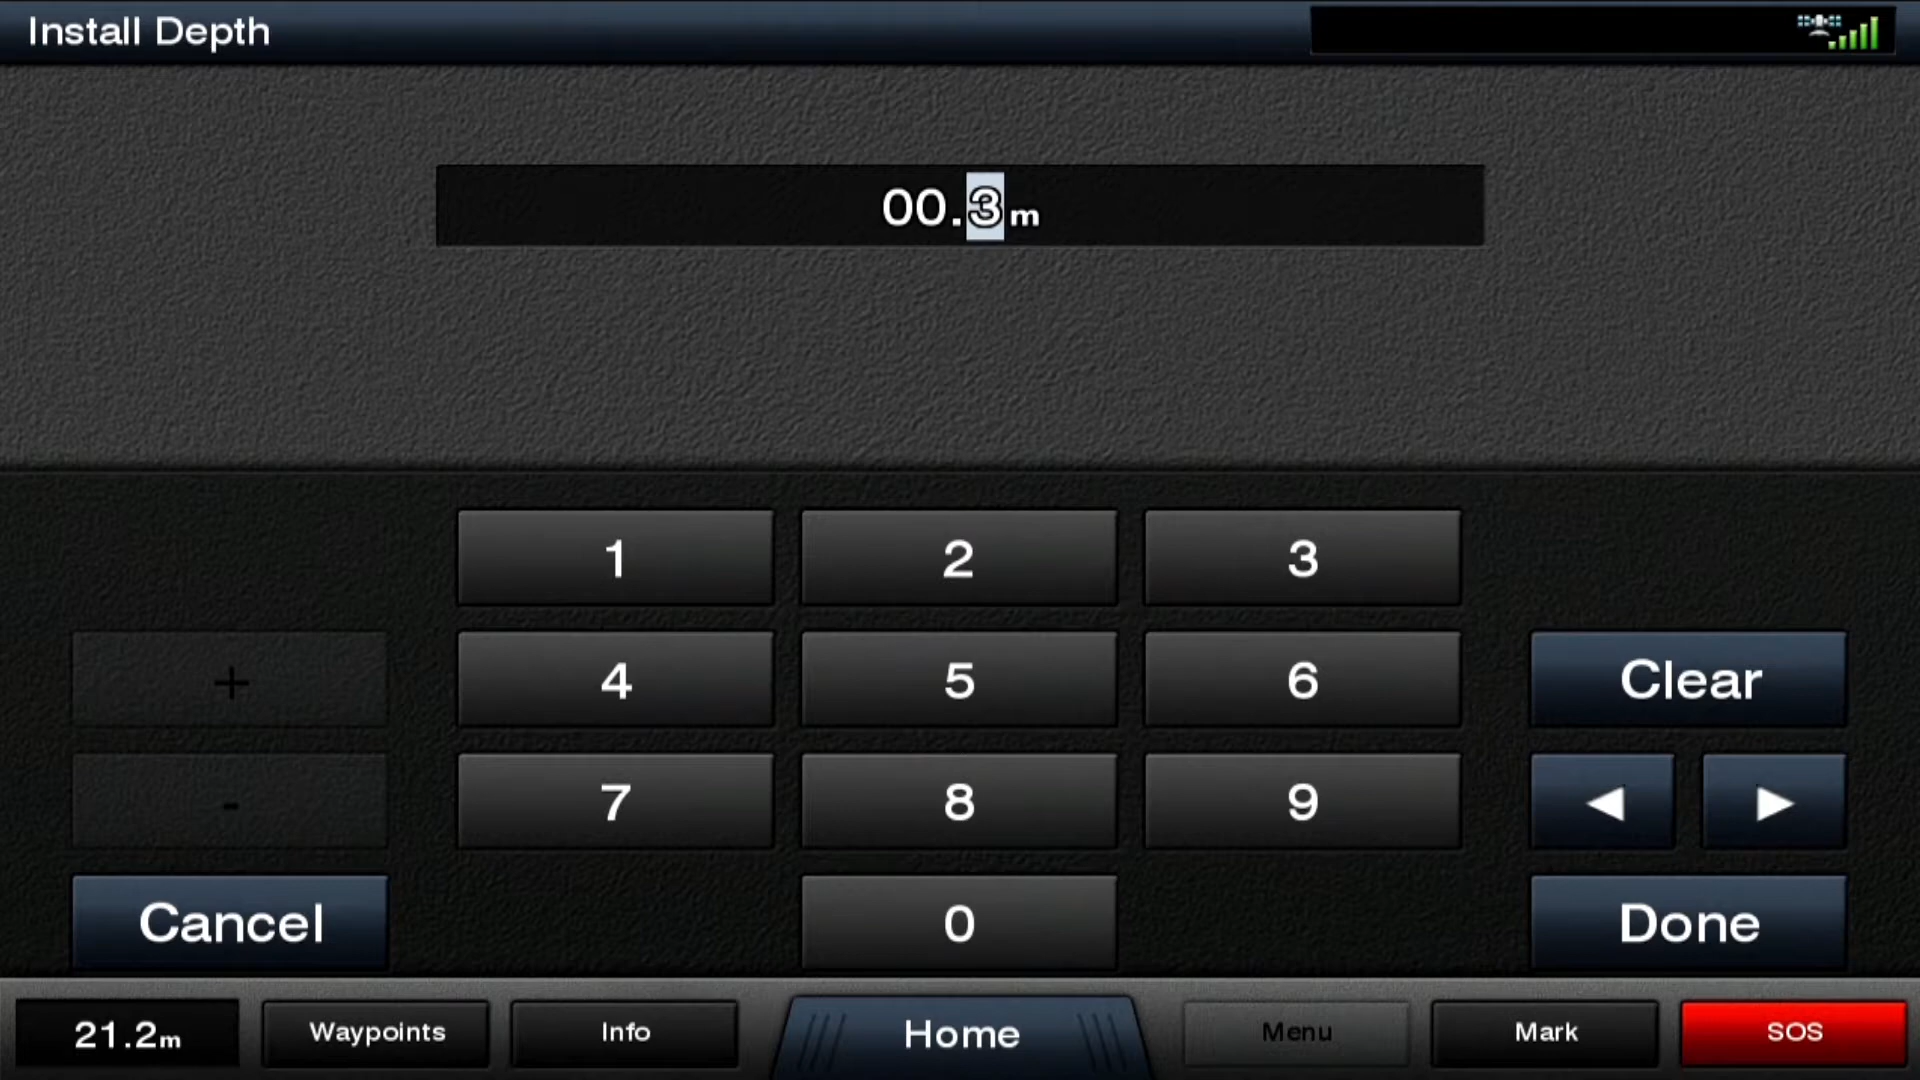 Install Depth
00.3m
1 2 3
+ 4 5 6 Clear
- 7 8 9 ◀ ▶
Cancel 0 Done
21.2m Waypoints Info Home Menu Mark SOS